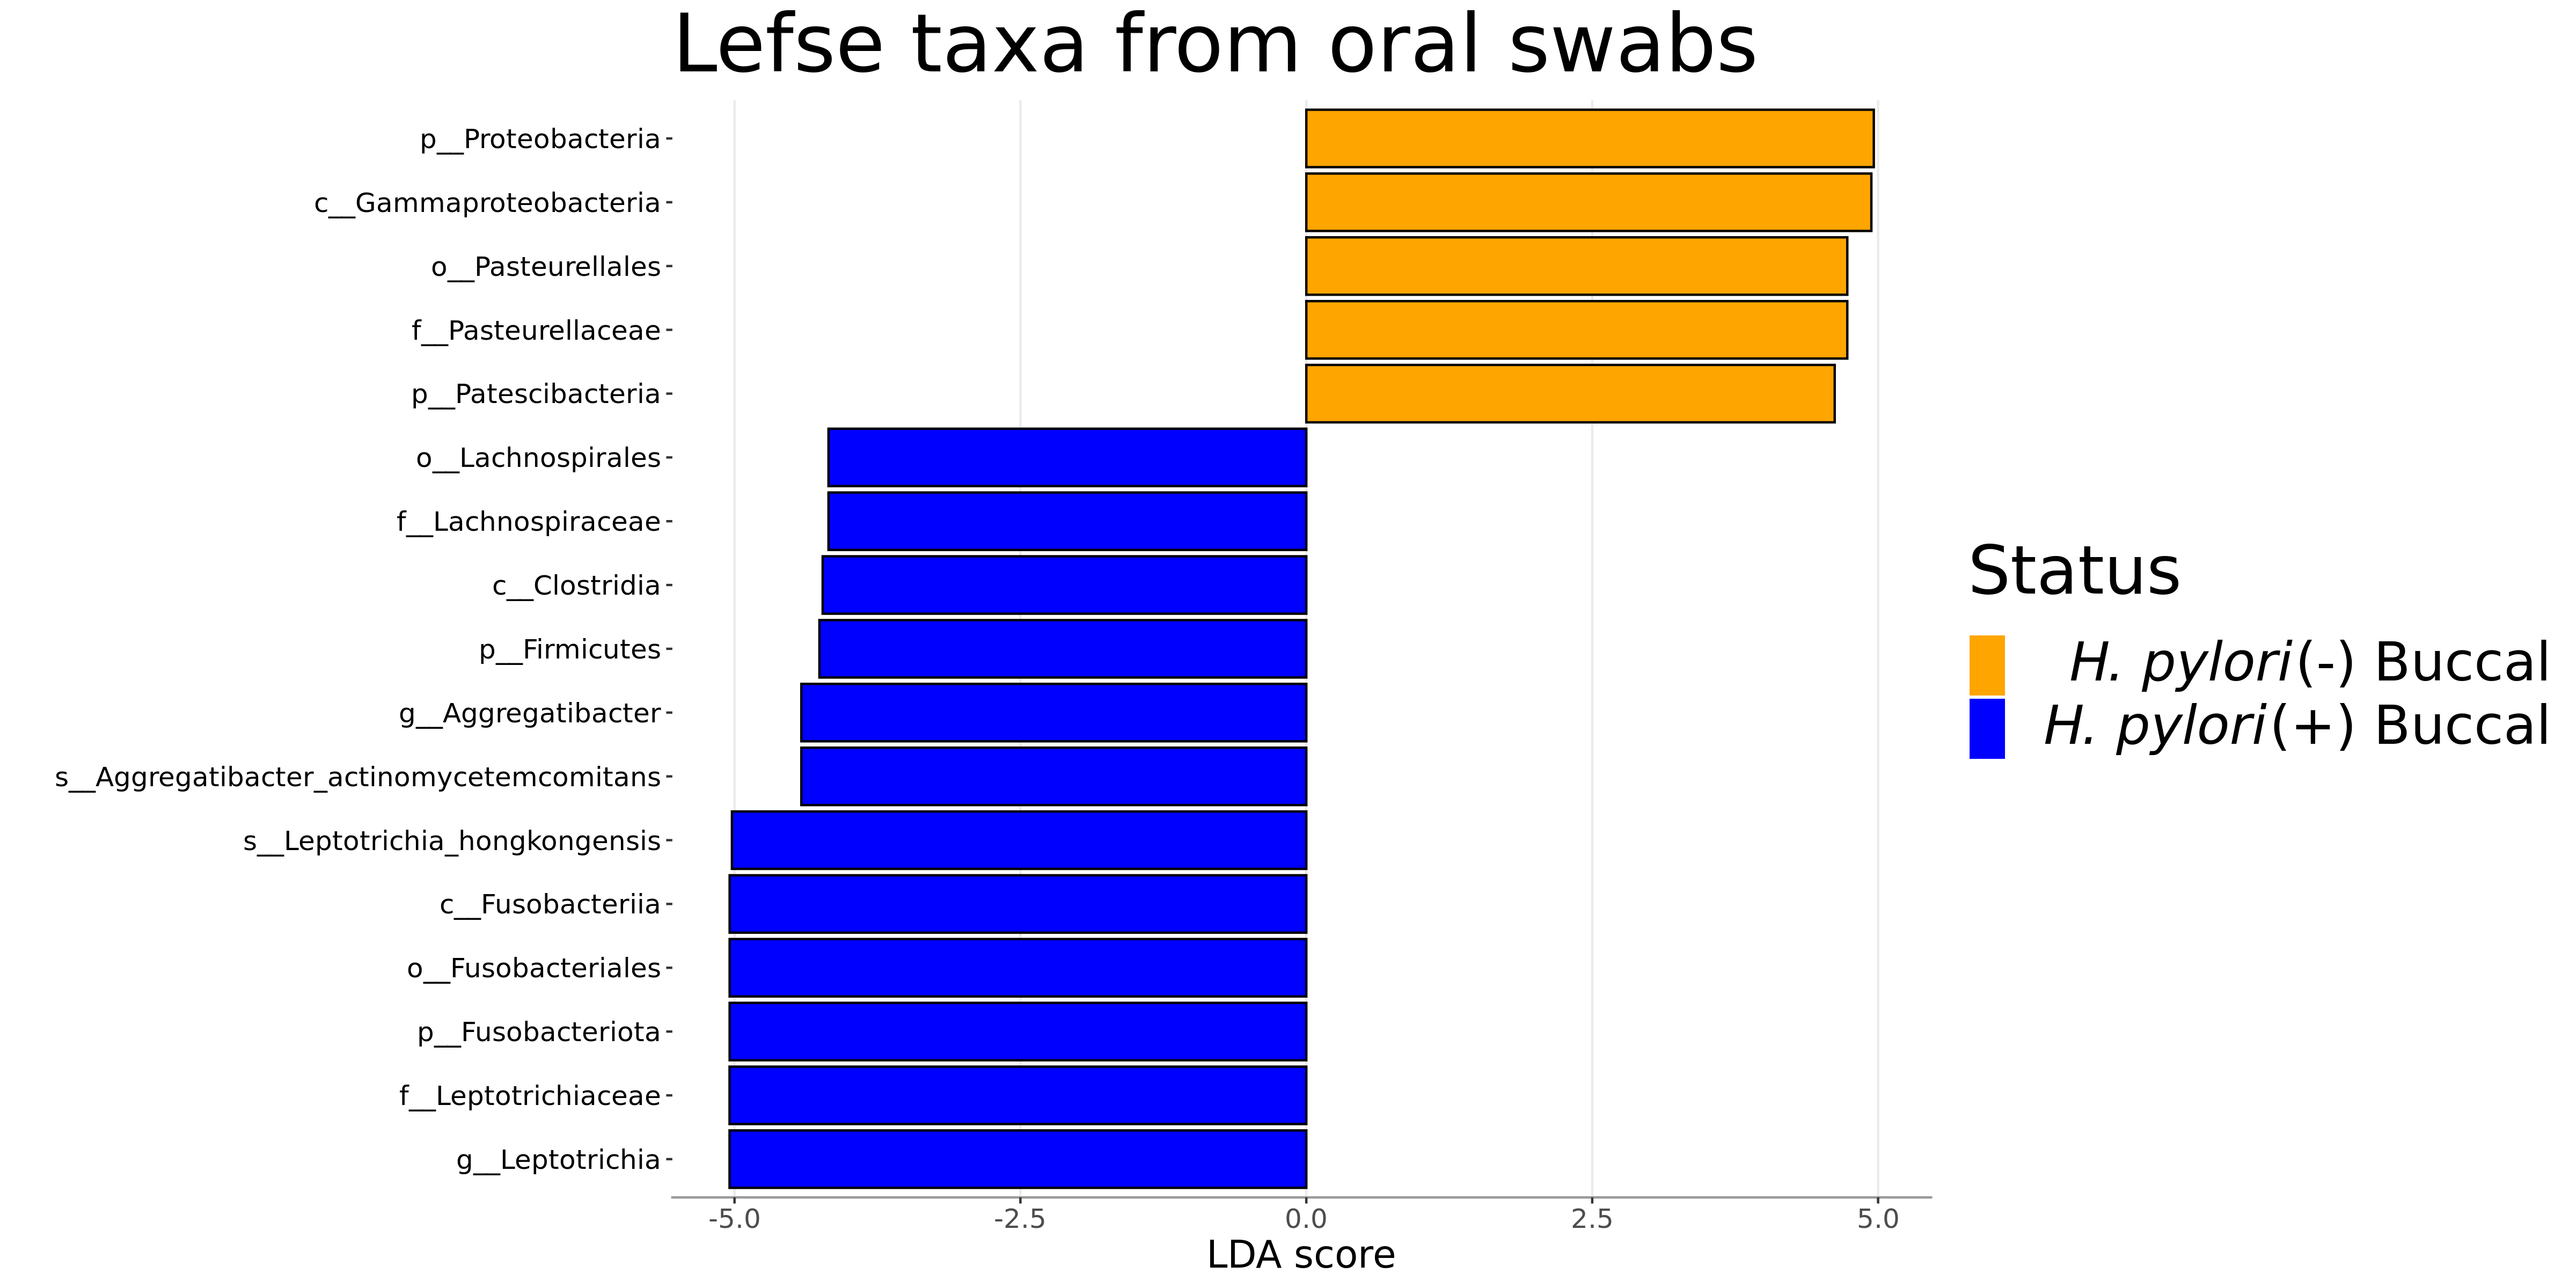 Lefse taxa from oral swabs
p__Proteobacteria
c__Gammaproteobacteria
o__Pasteurellales
f__Pasteurellaceae
p__Patescibacteria
o__Lachnospirales
f__Lachnospiraceae
c__Clostridia
p__Firmicutes
g__Aggregatibacter
s__Aggregatibacter_actinomycetemcomitans
s__Leptotrichia_hongkongensis
c__Fusobacteriia
o__Fusobacteriales
p__Fusobacteriota
f__Leptotrichiaceae
g__Leptotrichia
-5.0 -2.5 0.0 2.5 5.0
LDA score
Status
H. pylori(-) Buccal
H. pylori(+) Buccal